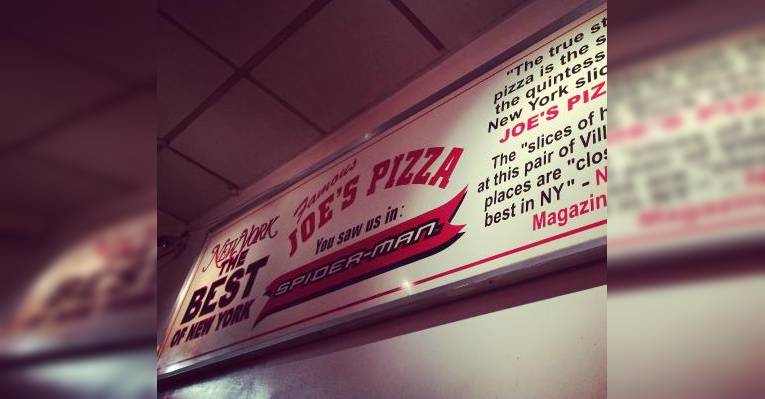 NEW YORK
THE
BEST
OF NEW YORK
Famous
JOE'S PIZZA
You saw us in:
SPIDER-MAN
"The true st
pizza is the s
the quintess
New York slic
JOE'S PIZ
The "slices of h
at this pair of Vill
places are "clos
best in NY" - N
Magazin